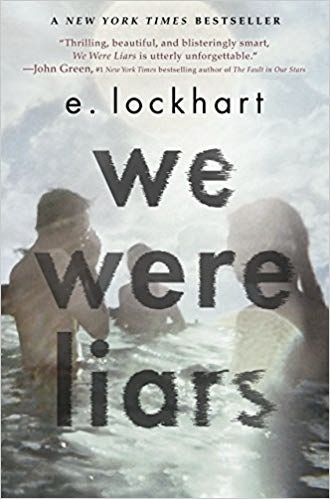 A NEW YORK TIMES BESTSELLER
“Thrilling, beautiful, and blisteringly smart,
We Were Liars is utterly unforgettable.”
—John Green, #1 New York Times bestselling author of The Fault in Our Stars
e. lockhart
we
were
liars